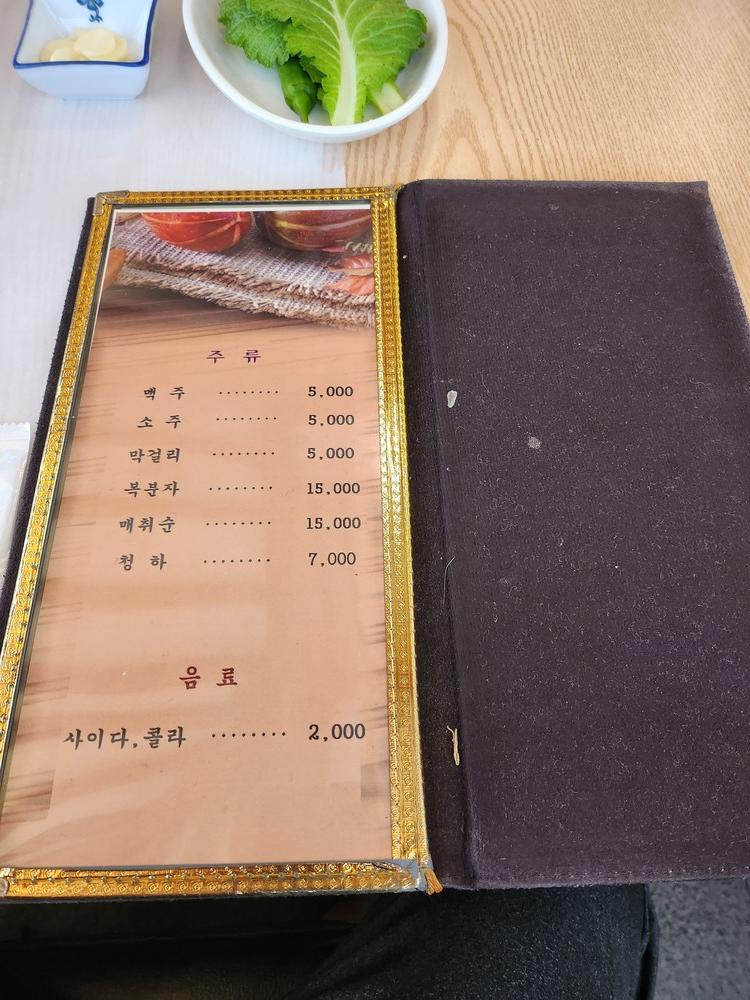 주 류
맥 주 ········ 5,000
소 주 ········ 5,000
막걸리 ········ 5,000
복분자 ········ 15,000
매취순 ········ 15,000
청 하 ········ 7,000
음 료
사이다,콜라 ········ 2,000